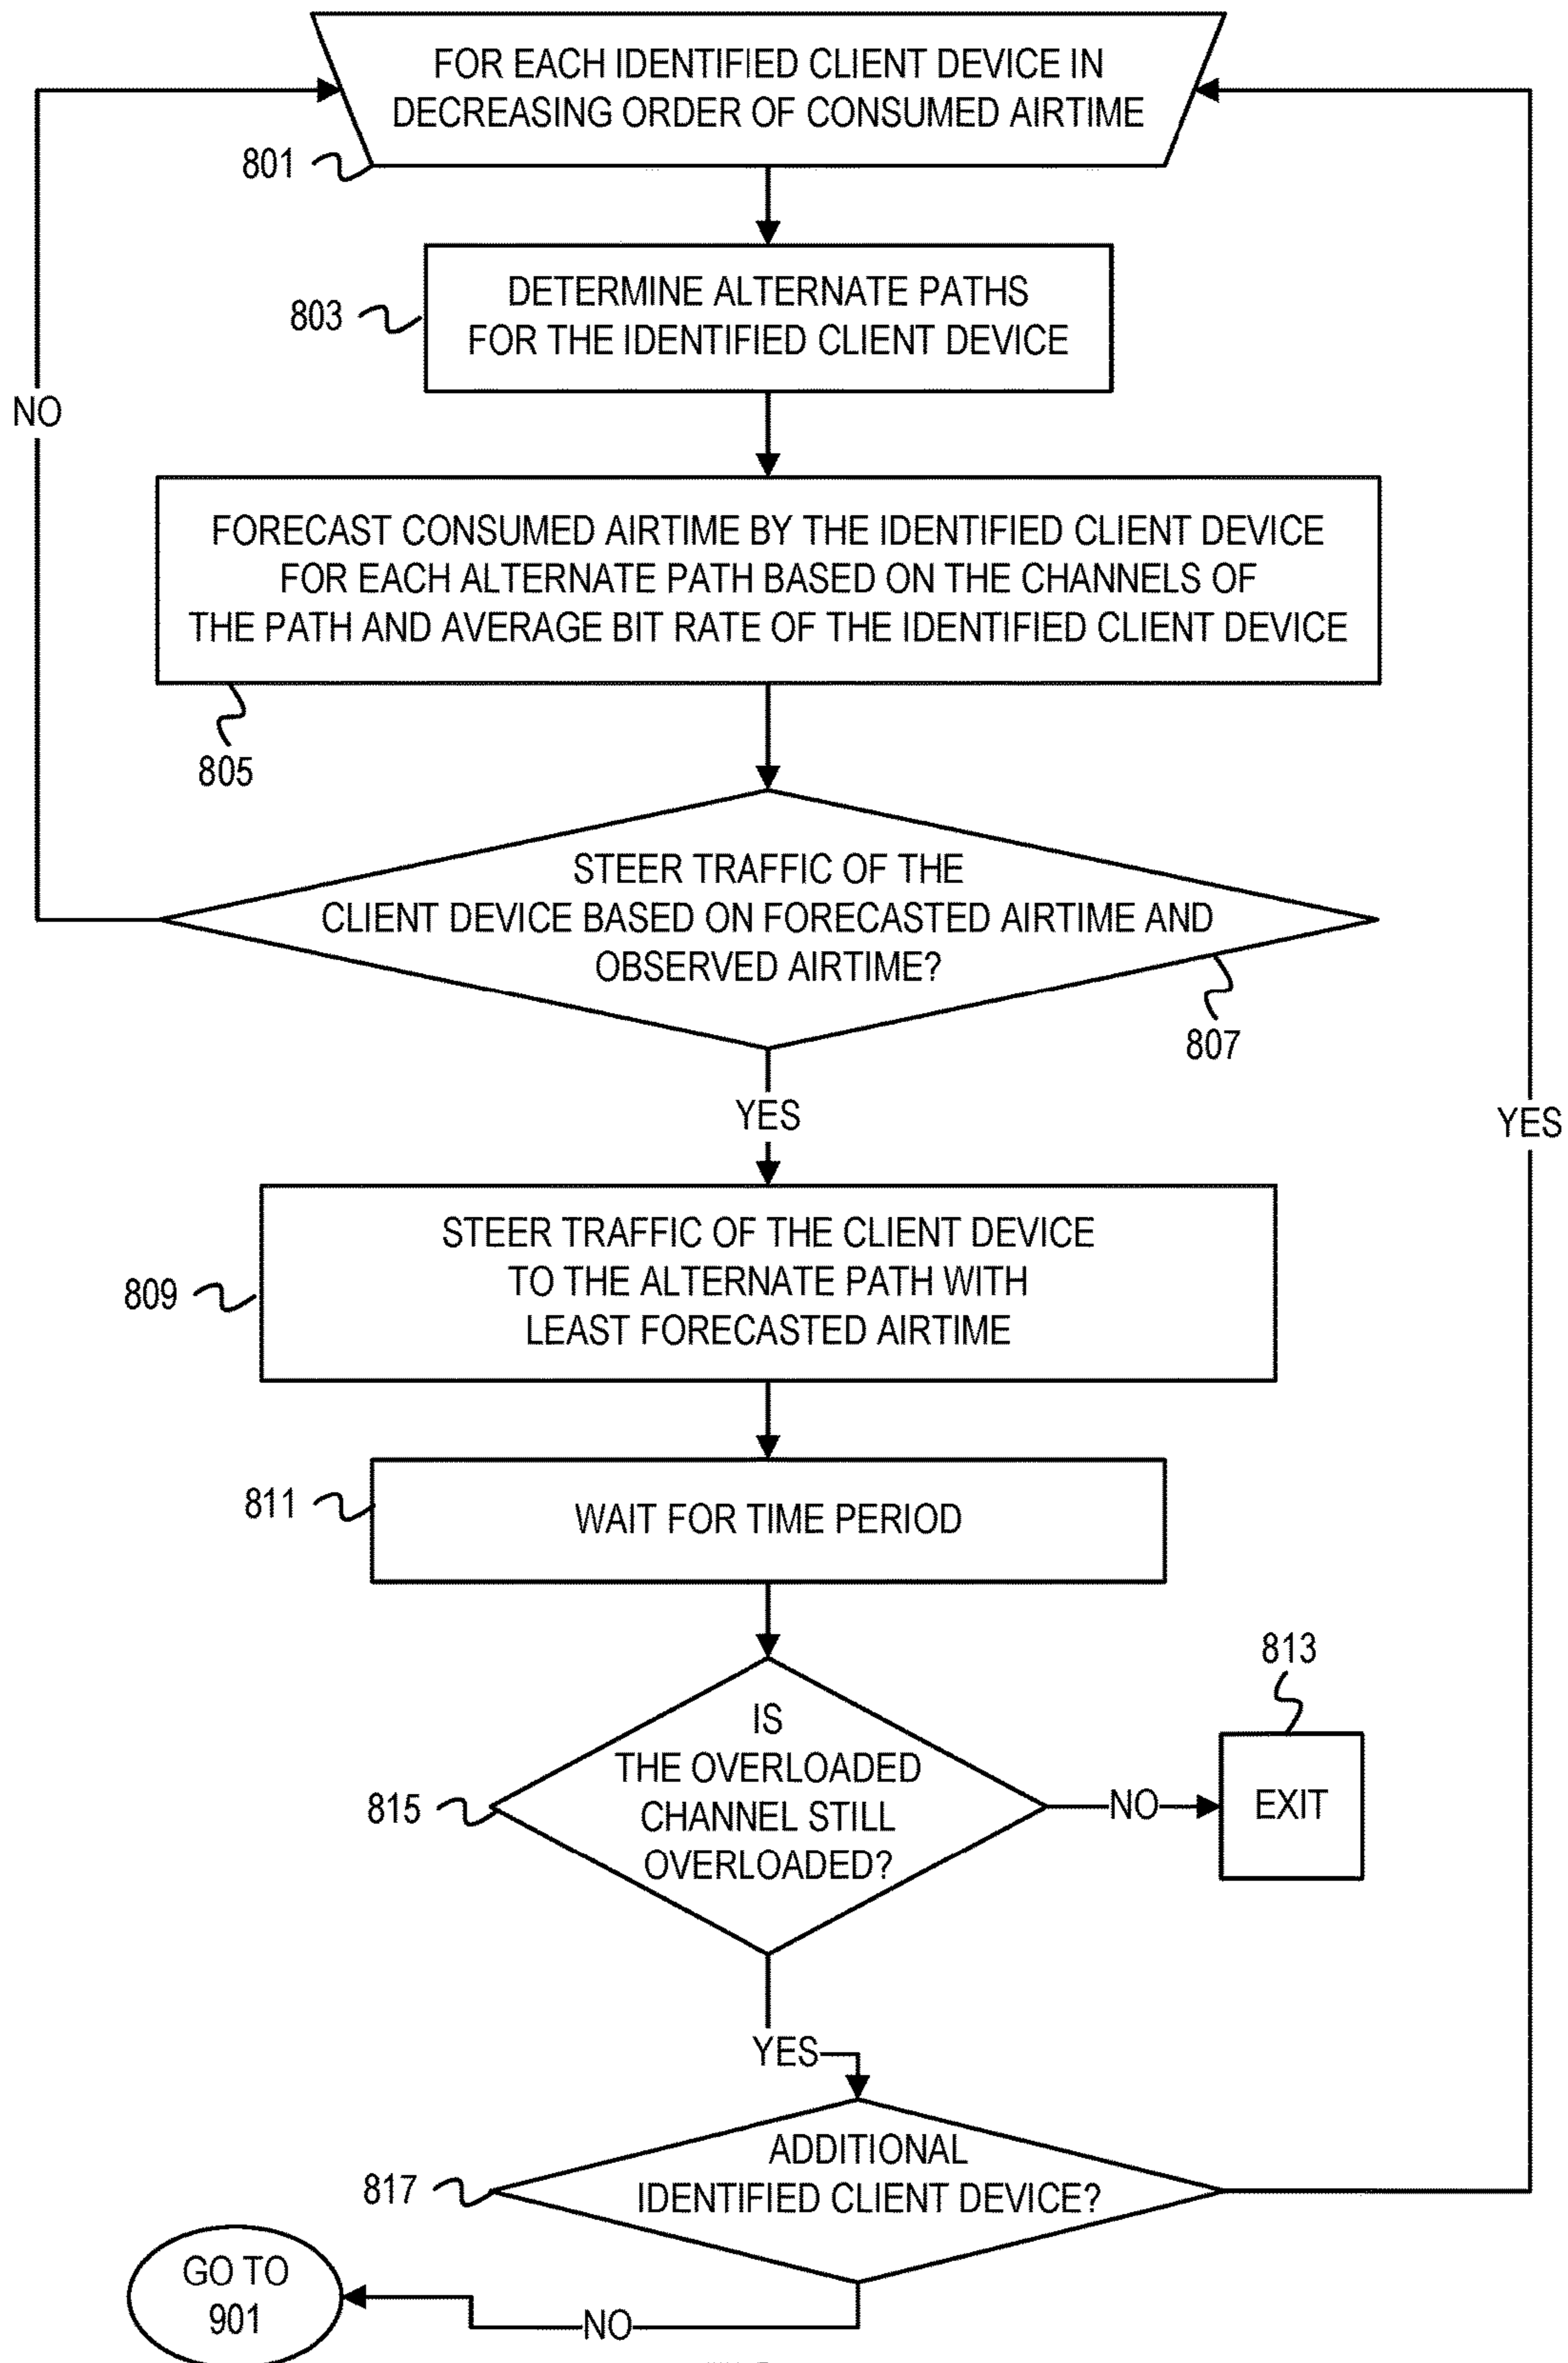 FOR EACH IDENTIFIED CLIENT DEVICE IN
DECREASING ORDER OF CONSUMED AIRTIME
801
DETERMINE ALTERNATE PATHS
FOR THE IDENTIFIED CLIENT DEVICE
803
NO
FORECAST CONSUMED AIRTIME BY THE IDENTIFIED CLIENT DEVICE
FOR EACH ALTERNATE PATH BASED ON THE CHANNELS OF
THE PATH AND AVERAGE BIT RATE OF THE IDENTIFIED CLIENT DEVICE
805
STEER TRAFFIC OF THE
CLIENT DEVICE BASED ON FORECASTED AIRTIME AND
OBSERVED AIRTIME?
807
YES
YES
STEER TRAFFIC OF THE CLIENT DEVICE
TO THE ALTERNATE PATH WITH
LEAST FORECASTED AIRTIME
809
811
WAIT FOR TIME PERIOD
813
IS
THE OVERLOADED
CHANNEL STILL
OVERLOADED?
815
NO
EXIT
YES
ADDITIONAL
IDENTIFIED CLIENT DEVICE?
817
GO TO
901
NO